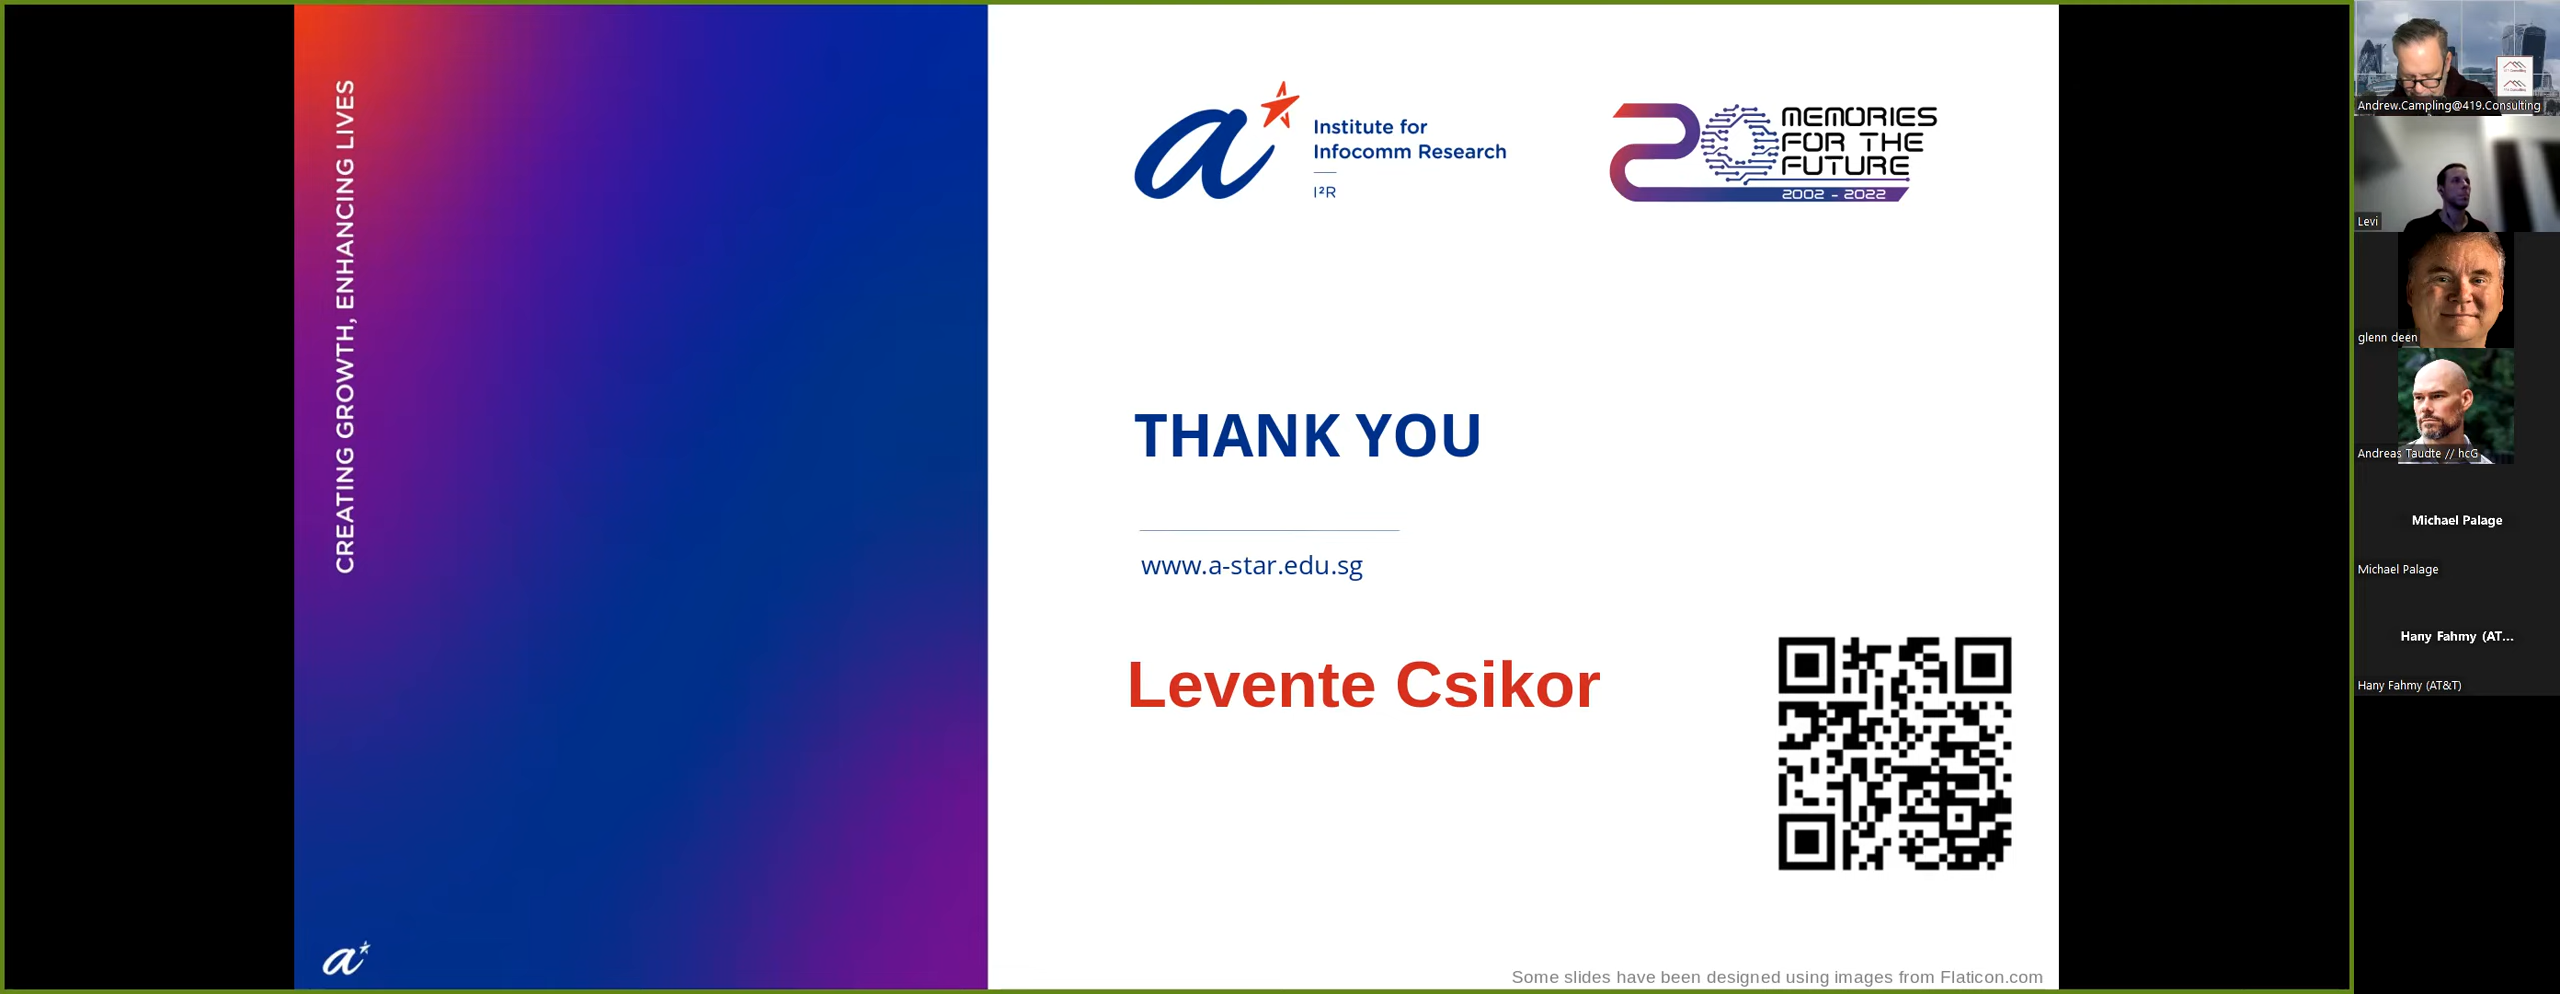 CREATING GROWTH, ENHANCING LIVES
a
a
Institute for
Infocomm Research
I²R
20
MEMORIES
FOR THE
FUTURE
2002 - 2022
THANK YOU
www.a-star.edu.sg
Levente Csikor
Some slides have been designed using images from Flaticon.com
Andrew.Campling@419.Consulting
Levi
glenn deen
Andreas Taudte // hcG
Michael Palage
Michael Palage
Hany Fahmy (AT...
Hany Fahmy (AT&T)